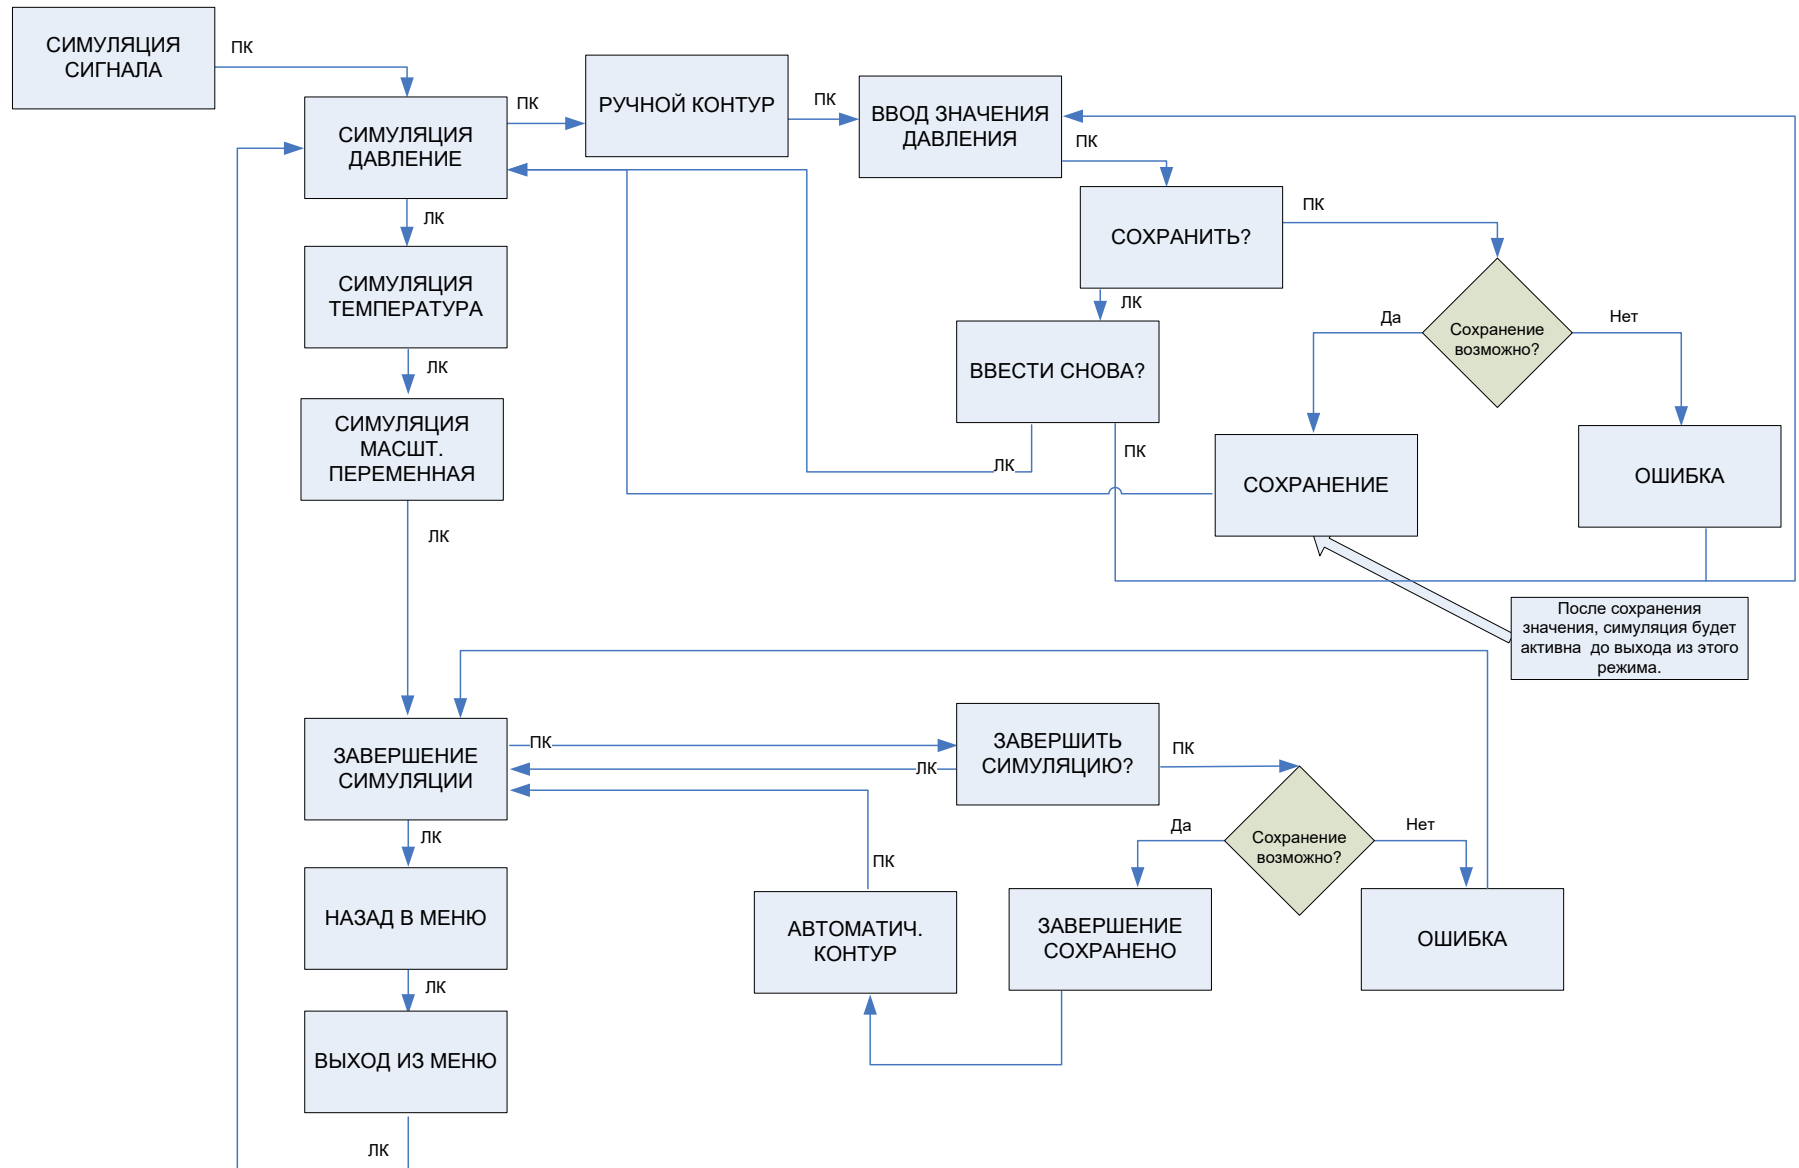 СИМУЛЯЦИЯ
СИГНАЛА
ПК
СИМУЛЯЦИЯ
ДАВЛЕНИЕ
ПК
РУЧНОЙ КОНТУР
ПК
ВВОД ЗНАЧЕНИЯ
ДАВЛЕНИЯ
ПК
СОХРАНИТЬ?
ПК
ЛК
СИМУЛЯЦИЯ
ТЕМПЕРАТУРА
ЛК
ВВЕСТИ СНОВА?
Да
Сохранение
возможно?
Нет
ЛК
СИМУЛЯЦИЯ
МАСШТ.
ПЕРЕМЕННАЯ
ЛК
ПК
СОХРАНЕНИЕ
ОШИБКА
ЛК
После сохранения
значения, симуляция будет
активна до выхода из этого
режима.
ЗАВЕРШЕНИЕ
СИМУЛЯЦИИ
ПК
ЛК
ЗАВЕРШИТЬ
СИМУЛЯЦИЮ?
ПК
Да
Сохранение
возможно?
Нет
ЛК
ПК
НАЗАД В МЕНЮ
АВТОМАТИЧ.
КОНТУР
ЗАВЕРШЕНИЕ
СОХРАНЕНО
ОШИБКА
ЛК
ВЫХОД ИЗ МЕНЮ
ЛК